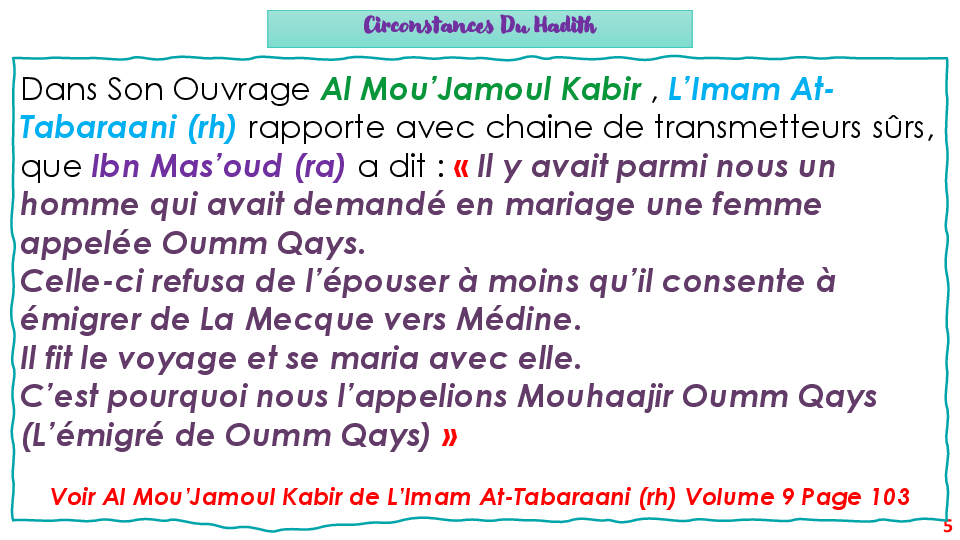 Circonstances Du Hadith
Dans Son Ouvrage Al Mou’Jamoul Kabir , L’Imam At-
Tabaraani (rh) rapporte avec chaine de transmetteurs sûrs,
que Ibn Mas’oud (ra) a dit : « Il y avait parmi nous un
homme qui avait demandé en mariage une femme
appelée Oumm Qays.
Celle-ci refusa de l’épouser à moins qu’il consente à
émigrer de La Mecque vers Médine.
Il fit le voyage et se maria avec elle.
C’est pourquoi nous l’appelions Mouhaajir Oumm Qays
(L’émigré de Oumm Qays) »
Voir Al Mou’Jamoul Kabir de L’Imam At-Tabaraani (rh) Volume 9 Page 103
5